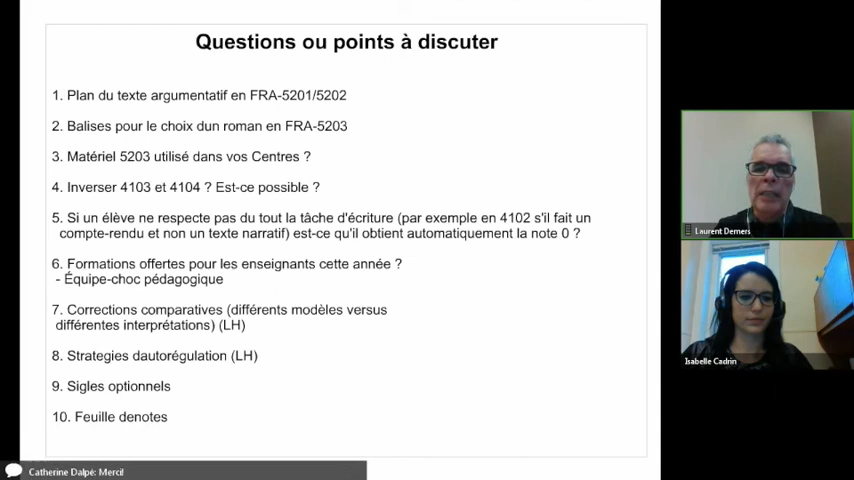 Questions ou points à discuter
1. Plan du texte argumentatif en FRA-5201/5202
2. Balises pour le choix dun roman en FRA-5203
3. Matériel 5203 utilisé dans vos Centres ?
4. Inverser 4103 et 4104 ? Est-ce possible ?
5. Si un élève ne respecte pas du tout la tâche d'écriture (par exemple en 4102 s'il fait un
compte-rendu et non un texte narratif) est-ce qu'il obtient automatiquement la note 0 ?
6. Formations offertes pour les enseignants cette année ?
- Équipe-choc pédagogique
7. Corrections comparatives (différents modèles versus
différentes interprétations) (LH)
8. Strategies dautorégulation (LH)
9. Sigles optionnels
10. Feuille denotes
Laurent Demers
Isabelle Cadrin
Catherine Dalpé: Merci!